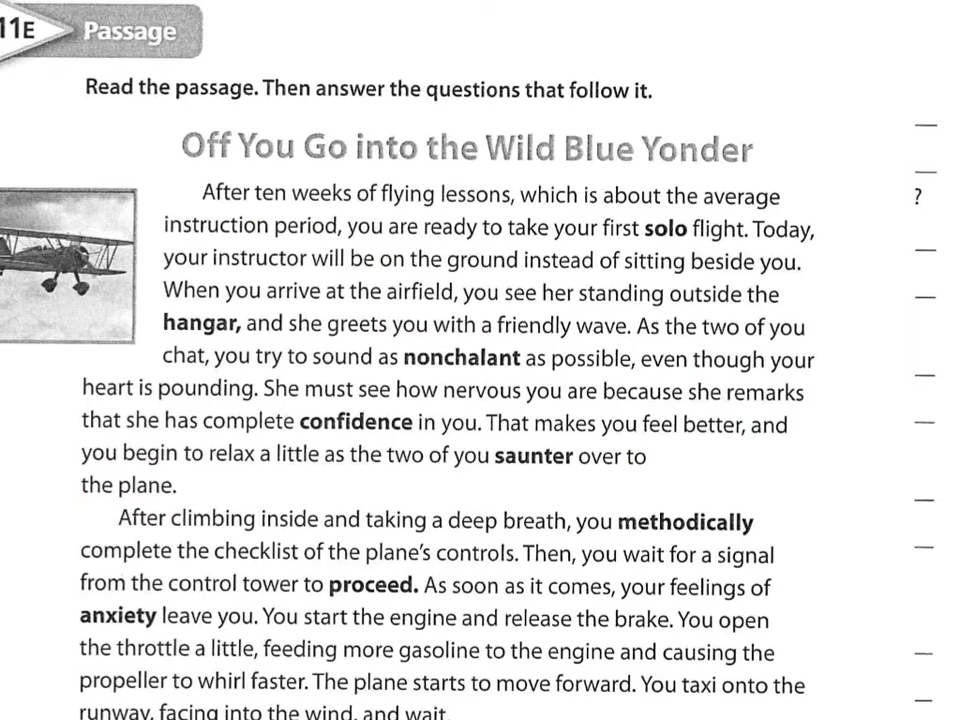 11E
Passage
Read the passage. Then answer the questions that follow it.
Off You Go into the Wild Blue Yonder
After ten weeks of flying lessons, which is about the average
instruction period, you are ready to take your first solo flight. Today,
your instructor will be on the ground instead of sitting beside you.
When you arrive at the airfield, you see her standing outside the
hangar, and she greets you with a friendly wave. As the two of you
chat, you try to sound as nonchalant as possible, even though your
heart is pounding. She must see how nervous you are because she remarks
that she has complete confidence in you. That makes you feel better, and
you begin to relax a little as the two of you saunter over to
the plane.
After climbing inside and taking a deep breath, you methodically
complete the checklist of the plane's controls. Then, you wait for a signal
from the control tower to proceed. As soon as it comes, your feelings of
anxiety leave you. You start the engine and release the brake. You open
the throttle a little, feeding more gasoline to the engine and causing the
propeller to whirl faster. The plane starts to move forward. You taxi onto the
runway, facing into the wind, and wait.
?